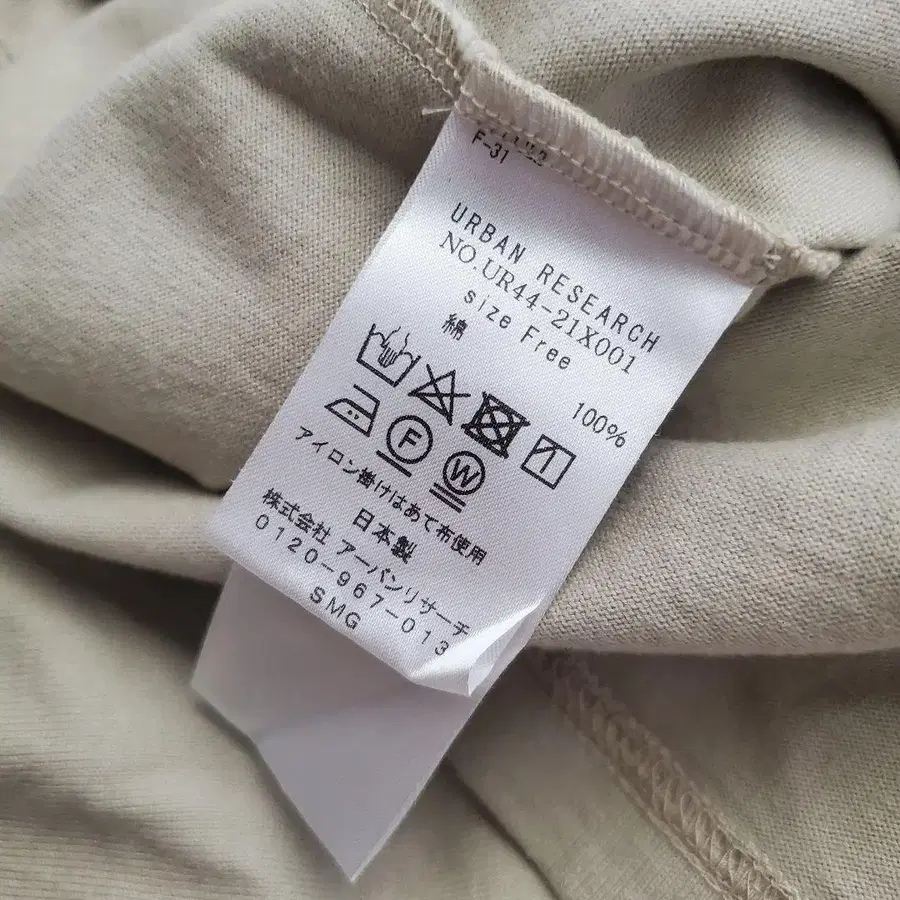 F-31
URBAN RESEARCH
NO.UR44-21X001
size Free
綿 100%
F W
アイロン掛けはあて布使用
日本製
株式会社 アーバンリサーチ
0120-967-013
SMG